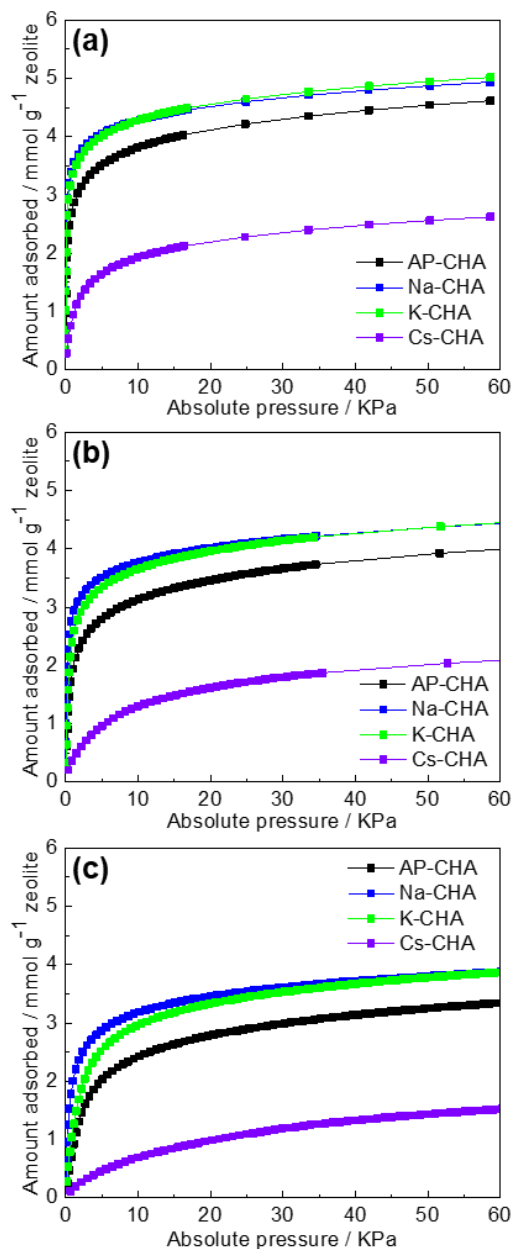 (a)
6
5
4
3
2
1
0
Amount adsorbed / mmol g⁻¹ zeolite
AP-CHA
Na-CHA
K-CHA
Cs-CHA
0 10 20 30 40 50 60
Absolute pressure / KPa
(b)
6
5
4
3
2
1
0
Amount adsorbed / mmol g⁻¹ zeolite
AP-CHA
Na-CHA
K-CHA
Cs-CHA
0 10 20 30 40 50 60
Absolute pressure / KPa
(c)
6
5
4
3
2
1
0
Amount adsorbed / mmol g⁻¹ zeolite
AP-CHA
Na-CHA
K-CHA
Cs-CHA
0 10 20 30 40 50 60
Absolute pressure / KPa